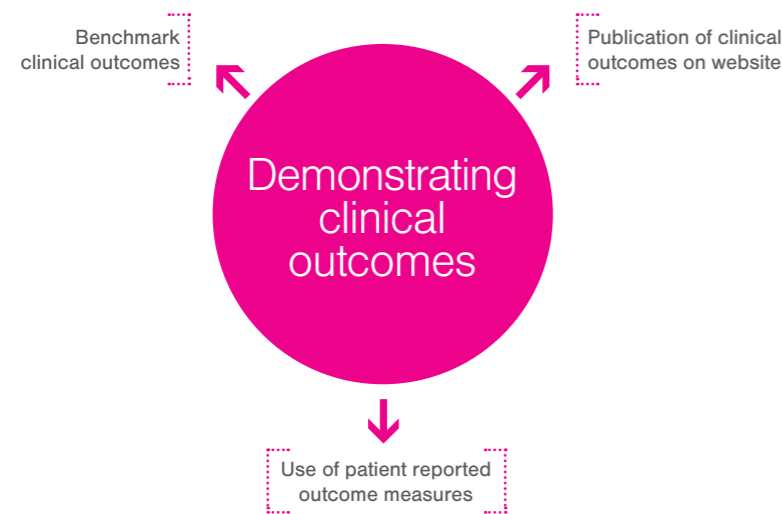 Benchmark
clinical outcomes
Publication of clinical
outcomes on website
Demonstrating
clinical
outcomes
Use of patient reported
outcome measures